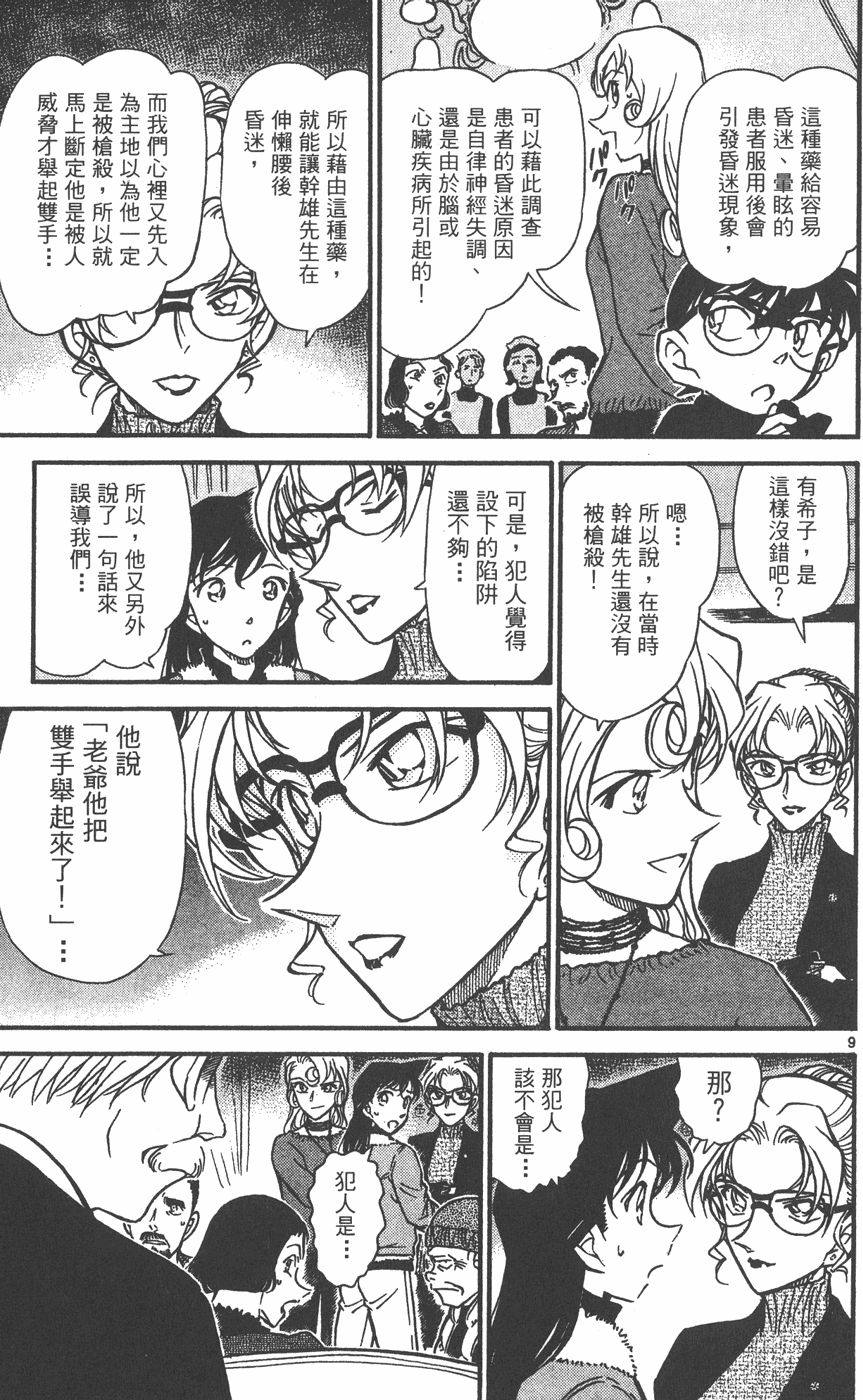 這種藥給容易
昏迷、暈眩的
患者服用後會
引發昏迷現象，
可以藉此調查
患者的昏迷原因
是自律神經失調、
還是由於腦或
心臟疾病所引起的！
所以藉由這種藥，
就能讓幹雄先生在
伸懶腰後
昏迷，
而我們心裡又先入
為主地以為他一定
是被槍殺，所以就
馬上斷定他是被人
威脅才舉起雙手…
有希子，是
這樣沒錯吧？
嗯…
所以說，在當時
幹雄先生還沒有
被槍殺！
可是，犯人覺得
設下的陷阱
還不夠…
所以，他又另外
說了一句話來
誤導我們…
他說
「老爺他把
雙手舉起來了！」…
9
那？
那犯人
該不會是…
犯人是…